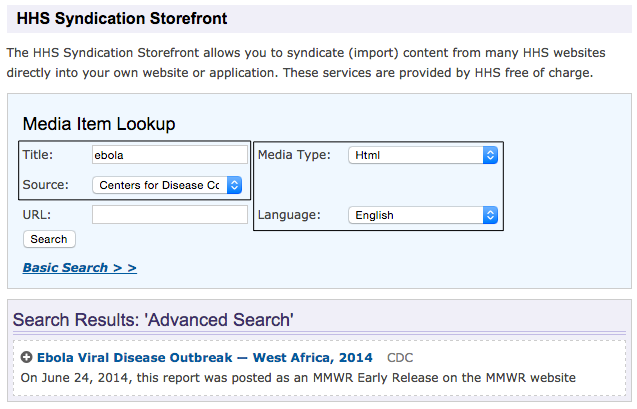 HHS Syndication Storefront
The HHS Syndication Storefront allows you to syndicate (import) content from many HHS websites
directly into your own website or application. These services are provided by HHS free of charge.
Media Item Lookup
Title: ebola Media Type: Html
Source: Centers for Disease Cc
URL: Language: English
Search
Basic Search > >
Search Results: 'Advanced Search'
Ebola Viral Disease Outbreak — West Africa, 2014 CDC
On June 24, 2014, this report was posted as an MMWR Early Release on the MMWR website